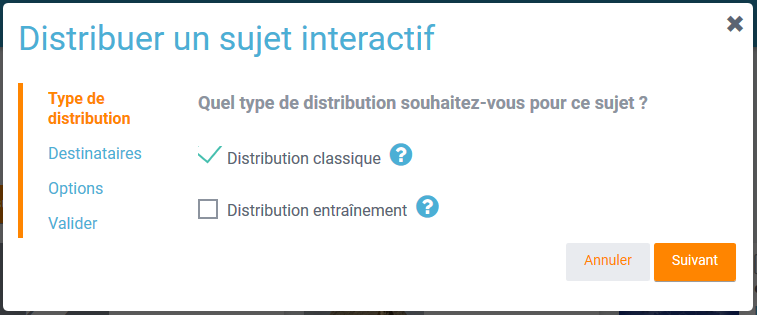 Distribuer un sujet interactif
Type de
distribution
Destinataires
Options
Valider
Quel type de distribution souhaitez-vous pour ce sujet ?
Distribution classique ?
Distribution entraînement ?
Annuler
Suivant